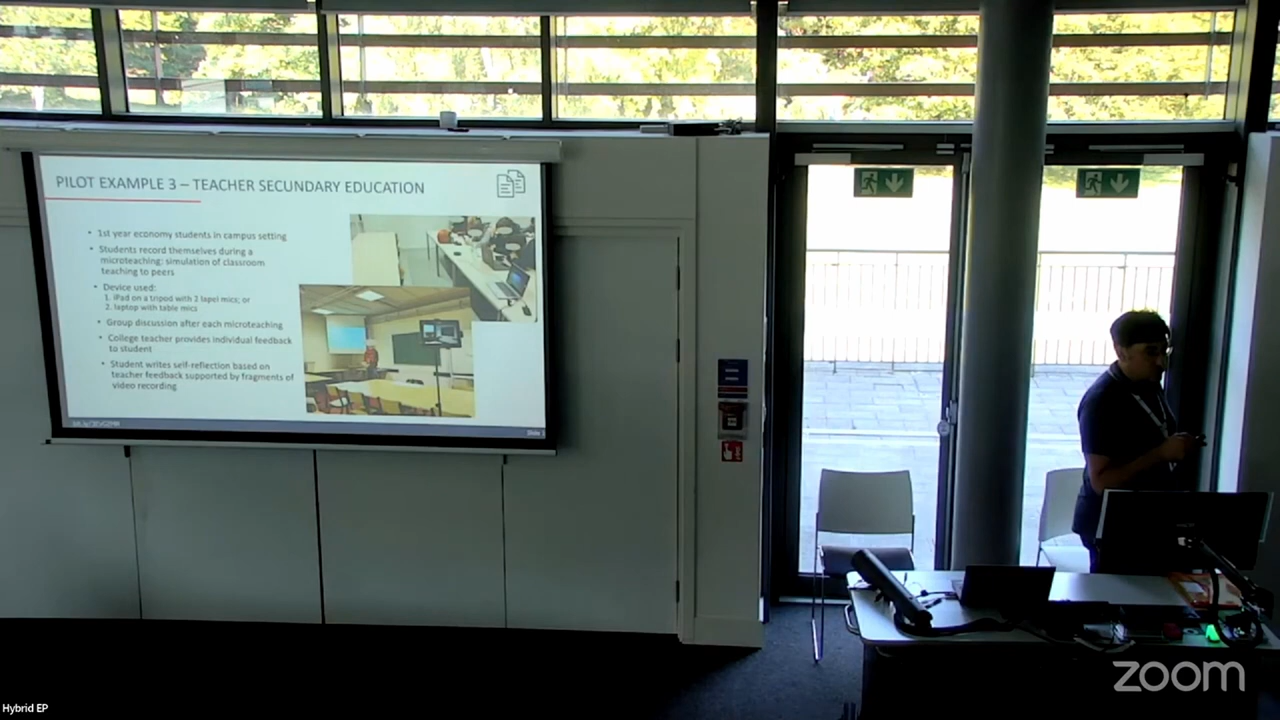 PILOT EXAMPLE 3 – TEACHER SECUNDARY EDUCATION
• 1st year economy students in campus setting
• Students record themselves during a
microteaching: simulation of classroom
teaching to peers
• Device used:
1. iPad on a tripod with 2 lapel mics; or
2. laptop with table mics
• Group discussion after each microteaching
• College teacher provides individual feedback
to student
• Student writes self-reflection based on
teacher feedback supported by fragments of
video recording
zoom
Hybrid EP